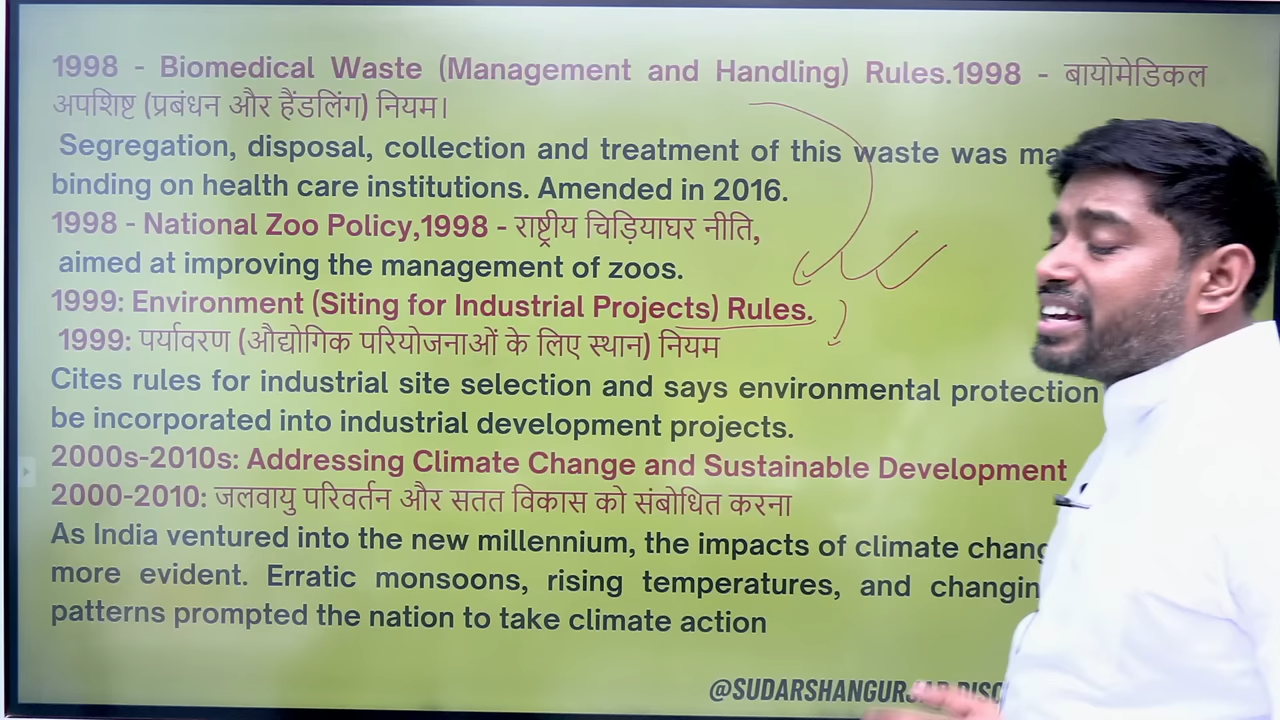 1998 - Biomedical Waste (Management and Handling) Rules.1998 - बायोमेडिकल
अपशिष्ट (प्रबंधन और हैंडलिंग) नियम।
Segregation, disposal, collection and treatment of this waste was
binding on health care institutions. Amended in 2016.
1998 - National Zoo Policy,1998 - राष्ट्रीय चिड़ियाघर नीति,
aimed at improving the management of zoos.
1999: Environment (Siting for Industrial Projects) Rules.
1999: पर्यावरण (औद्योगिक परियोजनाओं के लिए स्थान) नियम
Cites rules for industrial site selection and says environmental protection
be incorporated into industrial development projects.
2000s-2010s: Addressing Climate Change and Sustainable Development
2000-2010: जलवायु परिवर्तन और सतत विकास को संबोधित करना
As India ventured into the new millennium, the impacts of climate
more evident. Erratic monsoons, rising temperatures, and
patterns prompted the nation to take climate action